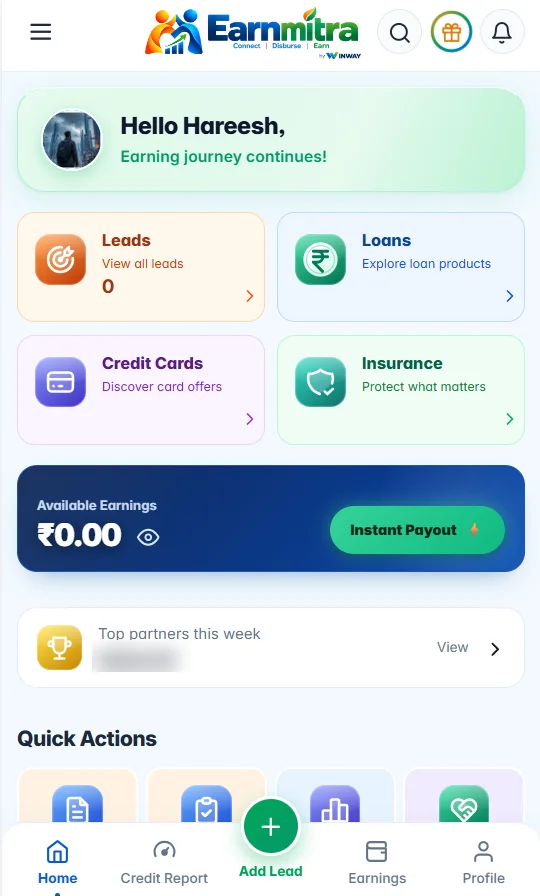 Earnmitra
Connect | Disburse | Earn
by WINWAY
Hello Hareesh,
Earning journey continues!
Leads
View all leads
0
Loans
Explore loan products
Credit Cards
Discover card offers
Insurance
Protect what matters
Available Earnings
₹0.00
Instant Payout
Top partners this week
View
Quick Actions
Home
Credit Report
Add Lead
Earnings
Profile